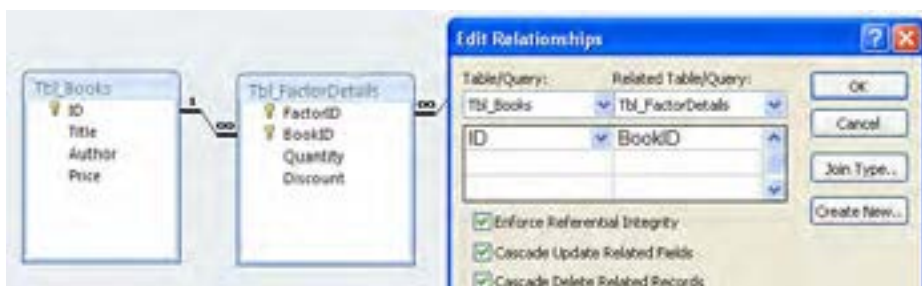 Tbl_Books
ID
Title
Author
Price
1
∞
Tbl_FactorDetails
FactorID
BookID
Quantity
Discount
∞
Edit Relationships
Table/Query:
Related Table/Query:
Tbl_Books
Tbl_FactorDetails
ID
BookID
Enforce Referential Integrity
Cascade Update Related Fields
Cascade Delete Related Records
OK
Cancel
Join Type..
Create New..